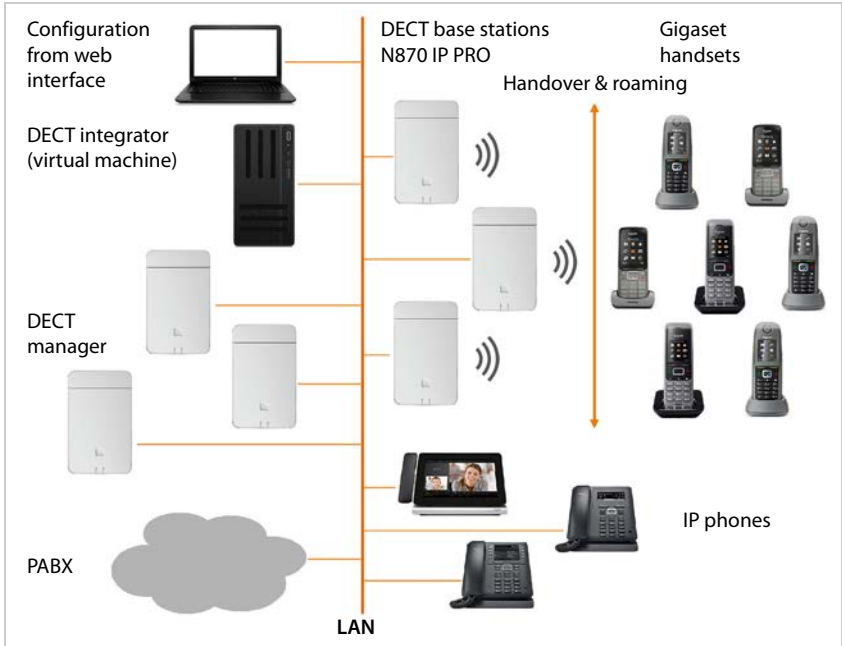 Configuration
from web
interface
DECT base stations
N870 IP PRO
Gigaset
handsets
Handover & roaming
DECT integrator
(virtual machine)
DECT
manager
IP phones
PABX
LAN